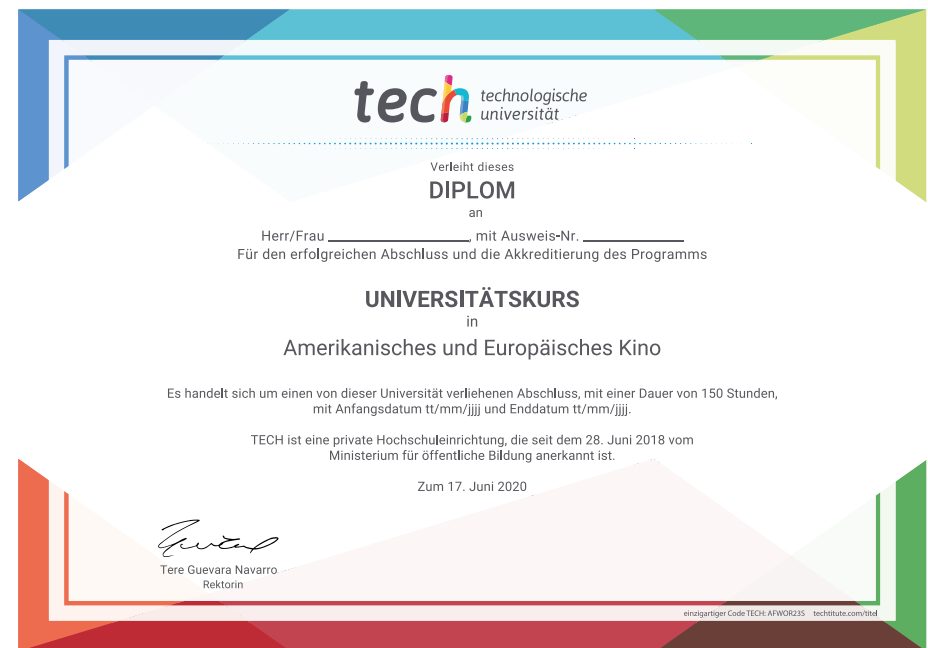 tech technologische
universität
Verleiht dieses
DIPLOM
an
Herr/Frau ____________________, mit Ausweis-Nr. ______________
Für den erfolgreichen Abschluss und die Akkreditierung des Programms
UNIVERSITÄTSKURS
in
Amerikanisches und Europäisches Kino
Es handelt sich um einen von dieser Universität verliehenen Abschluss, mit einer Dauer von 150 Stunden,
mit Anfangsdatum tt/mm/jjjj und Enddatum tt/mm/jjjj.
TECH ist eine private Hochschuleinrichtung, die seit dem 28. Juni 2018 vom
Ministerium für öffentliche Bildung anerkannt ist.
Zum 17. Juni 2020
Tere Guevara Navarro
Rektorin
einzigartiger Code TECH: AFWOR23S techtitute.com/titel